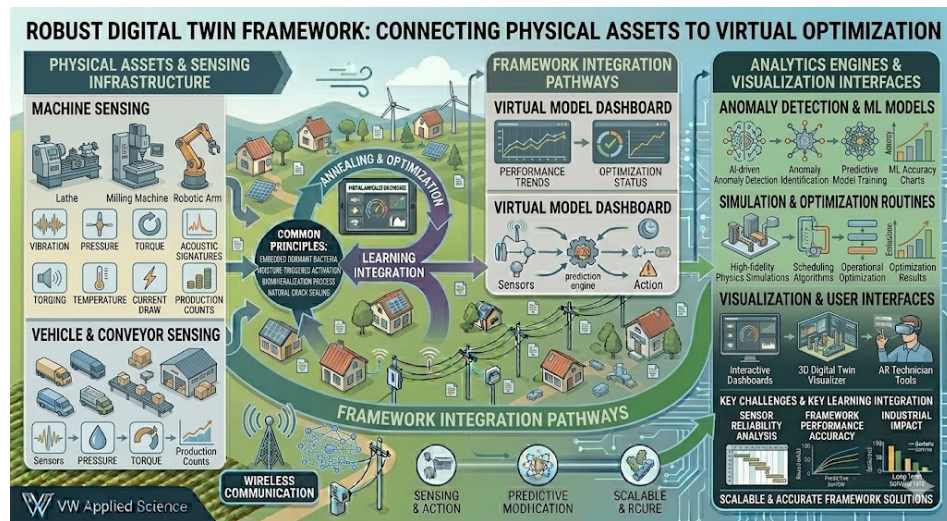 ROBUST DIGITAL TWIN FRAMEWORK: CONNECTING PHYSICAL ASSETS TO VIRTUAL OPTIMIZATION
PHYSICAL ASSETS & SENSING
INFRASTRUCTURE
MACHINE SENSING
Lathe
Milling Machine
Robotic Arm
VIBRATION
PRESSURE
TORQUE
ACOUSTIC
SIGNATURES
TORGING
TEMPERATURE
CURRENT
DRAW
PRODUCTION
COUNTS
VEHICLE & CONVEYOR SENSING
Sensors
PRESSURE
TORQUE
Production
Counts
VW Applied Science
ANNEALING & OPTIMIZATION
COMMON
PRINCIPLES:
EMBEDDED DORMANT BACTERIA
MOISTURE-TRIGGERED ACTIVATION
BIOMINERALIZATION PROCESS
NATURAL CRACK SEALING
LEARNING
INTEGRATION
FRAMEWORK INTEGRATION PATHWAYS
WIRELESS
COMMUNICATION
SENSING
& ACTION
PREDICTIVE
MODHCATION
SCALABLE
& RCURE
FRAMEWORK INTEGRATION
PATHWAYS
VIRTUAL MODEL DASHBOARD
PERFORMANCE
TRENDS
OPTIMIZATION
STATUS
VIRTUAL MODEL DASHBOARD
Sensors
prediction
engine
Action
ANALYTICS ENGINES &
VISUALIZATION INTERFACES
ANOMALY DETECTION & ML MODELS
AI-driven
Anomaly Detection
Anomaly
Identification
Predictive
Model Training
Accuracy
ML Accuracy
Charts
SIMULATION & OPTIMIZATION ROUTINES
High-fidelity
Physics Simulations
Scheduling
Algorithms
Operational
Optimization
Optimization
Results
VISUALIZATION & USER INTERFACES
Interactive
Dashboards
3D Digital Twin
Visualizer
AR Technician
Tools
KEY CHALLENGES & KEY LEARNING INTEGRATION
SENSOR
RELIABILITY
ANALYSIS
FRAMEWORK
PERFORMANCE
ACCURACY
INDUSTRIAL
IMPACT
Predictive
Long Term
SCALABLE & ACCURATE FRAMEWORK SOLUTIONS